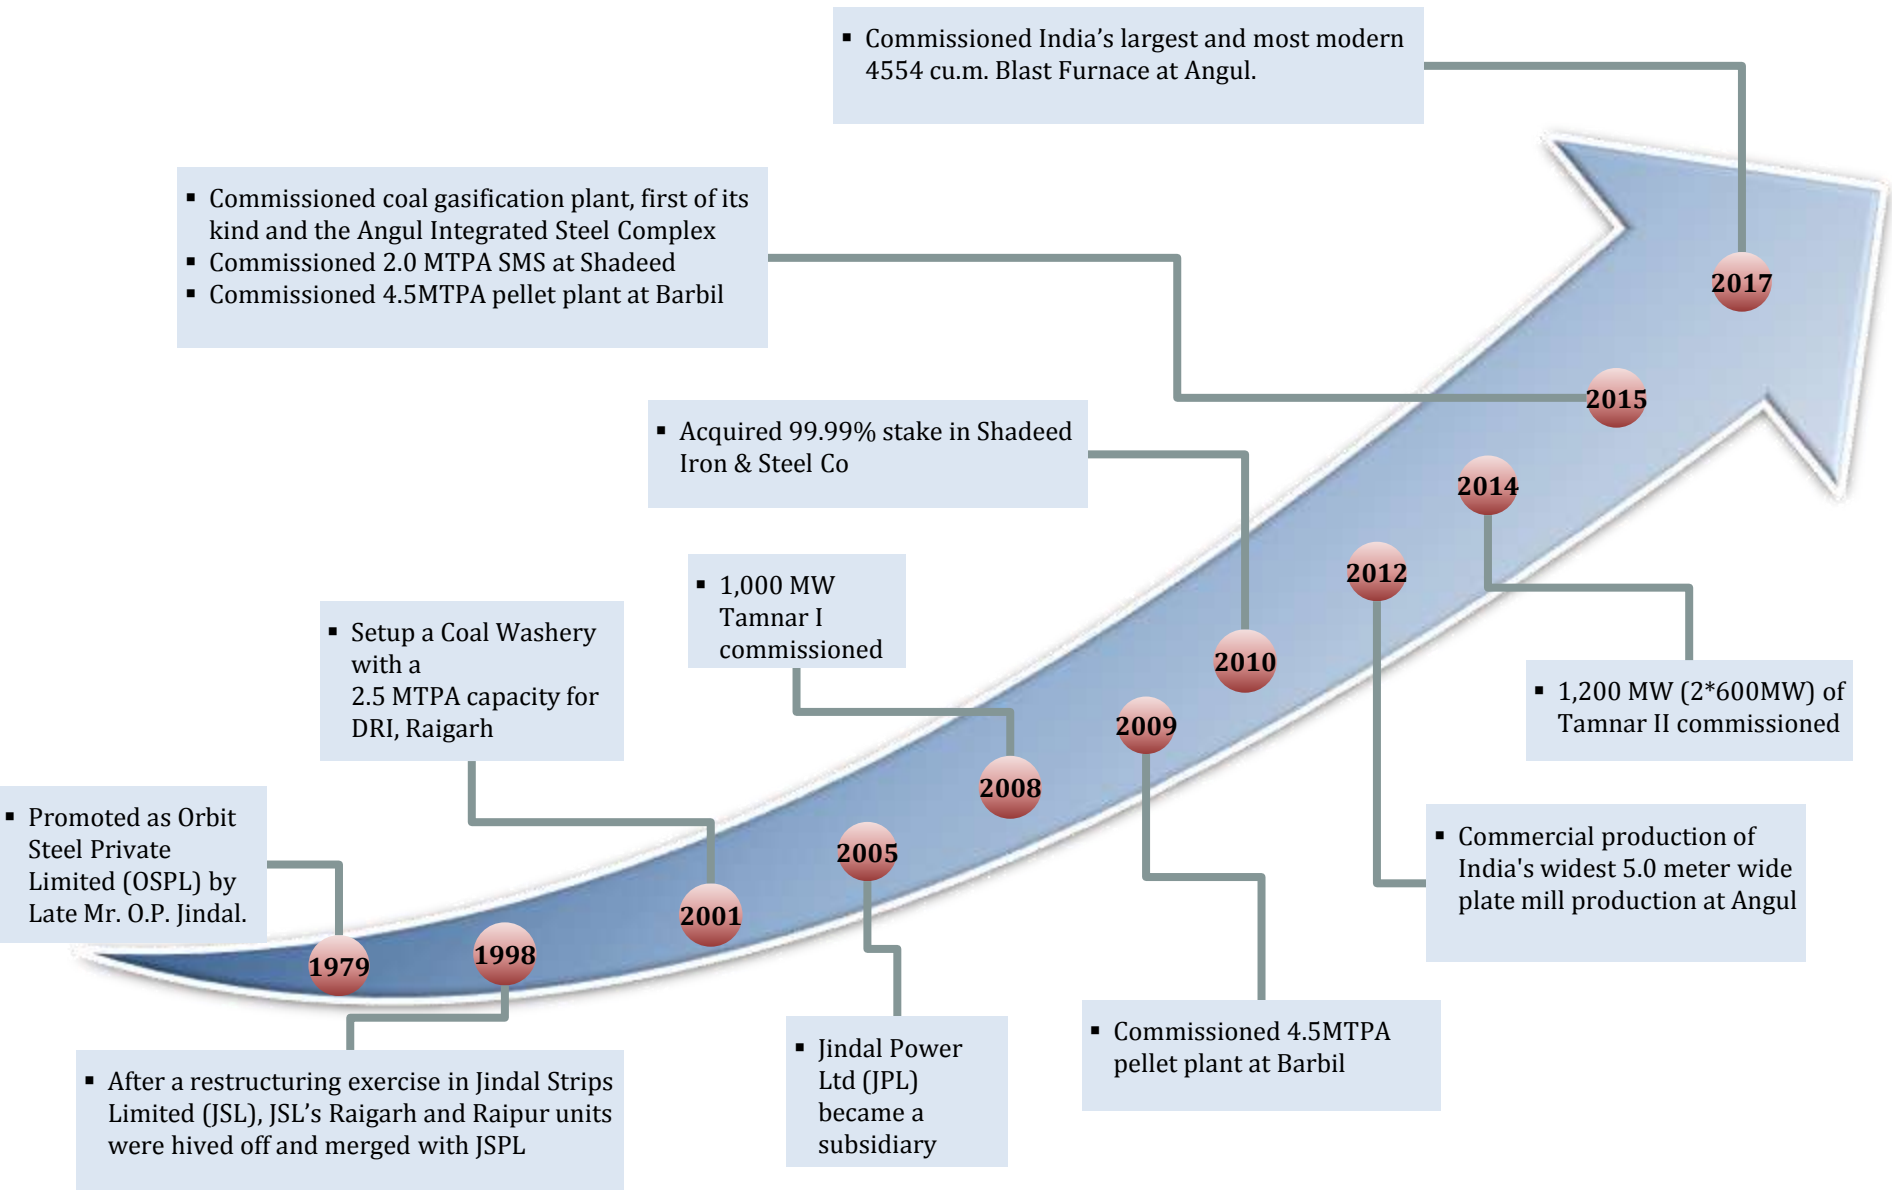 ▪ Commissioned India’s largest and most modern
4554 cu.m. Blast Furnace at Angul.
▪ Commissioned coal gasification plant, first of its
kind and the Angul Integrated Steel Complex
▪ Commissioned 2.0 MTPA SMS at Shadeed
▪ Commissioned 4.5MTPA pellet plant at Barbil
2017
2015
▪ Acquired 99.99% stake in Shadeed
Iron & Steel Co
2014
2012
▪ 1,000 MW
Tamnar I
commissioned
▪ Setup a Coal Washery
with a
2.5 MTPA capacity for
DRI, Raigarh
2010
▪ 1,200 MW (2*600MW) of
Tamnar II commissioned
2009
2008
▪ Promoted as Orbit
Steel Private
Limited (OSPL) by
Late Mr. O.P. Jindal.
2005
▪ Commercial production of
India's widest 5.0 meter wide
plate mill production at Angul
2001
1998
1979
▪ After a restructuring exercise in Jindal Strips
Limited (JSL), JSL’s Raigarh and Raipur units
were hived off and merged with JSPL
▪ Jindal Power
Ltd (JPL)
became a
subsidiary
▪ Commissioned 4.5MTPA
pellet plant at Barbil